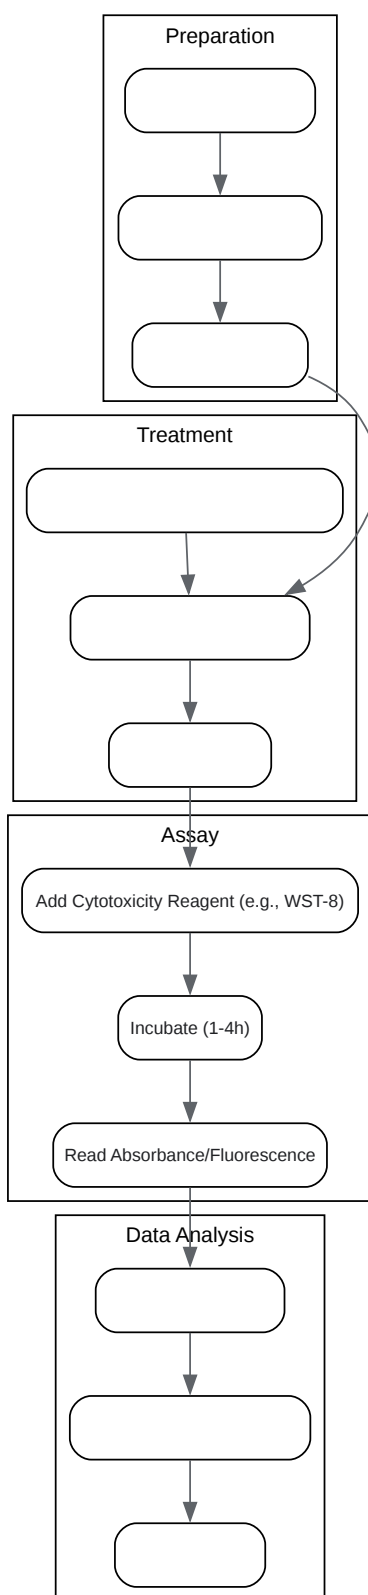 Preparation
Treatment
Assay
Add Cytotoxicity Reagent (e.g., WST-8)
Incubate (1-4h)
Read Absorbance/Fluorescence
Data Analysis